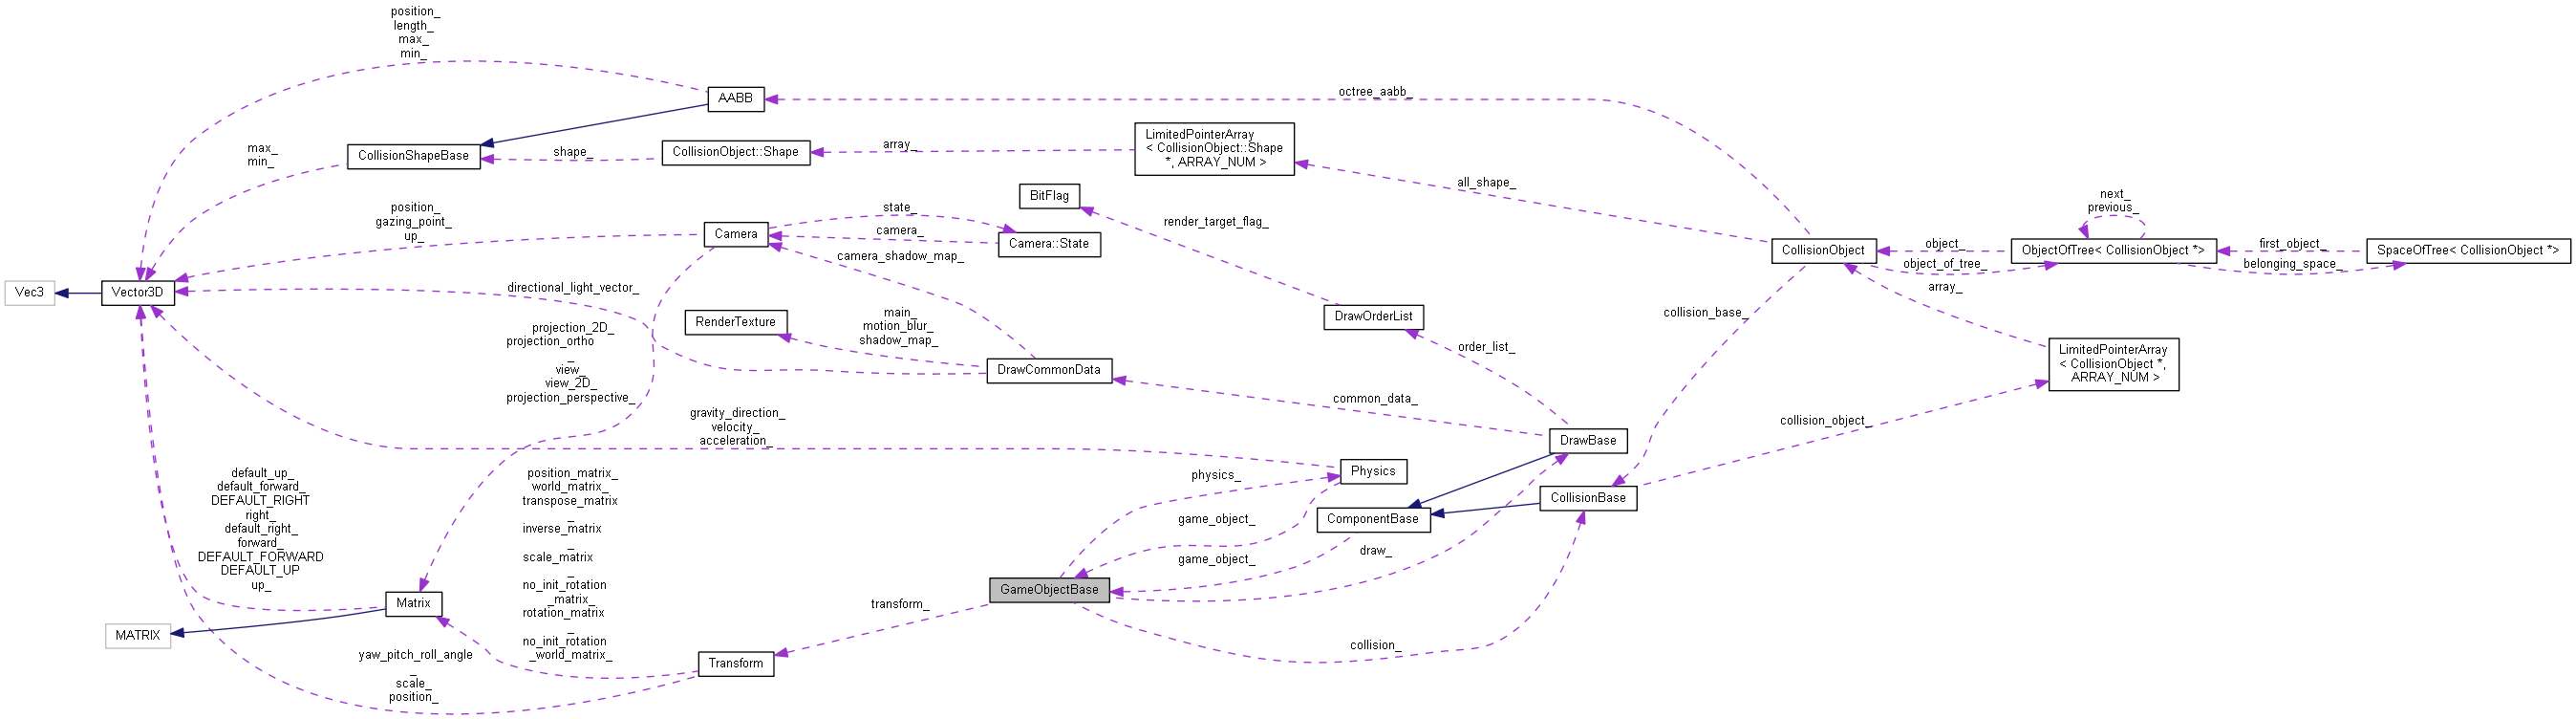 position_
length_
max_
min_
AABB
octree_aabb_
LimitedPointerArray
< CollisionObject::Shape
*, ARRAY_NUM >
max_
min_
CollisionShapeBase
shape_
CollisionObject::Shape
array_
all_shape_
BitFlag
render_target_flag_
next_
previous_
position_
gazing_point_
up_
Camera
state_
camera_
Camera::State
camera_shadow_map_
CollisionObject
object_
object_of_tree_
ObjectOfTree< CollisionObject *>
first_object_
belonging_space_
SpaceOfTree< CollisionObject *>
array_
Vec3
Vector3D
directional_light_vector_
RenderTexture
main_
motion_blur_
shadow_map_
DrawOrderList
collision_base_
projection_2D_
projection_ortho
_
view_
view_2D_
projection_perspective_
DrawCommonData
order_list_
LimitedPointerArray
< CollisionObject *,
ARRAY_NUM >
common_data_
gravity_direction_
velocity_
acceleration_
collision_object_
DrawBase
Physics
physics_
CollisionBase
ComponentBase
default_up_
default_forward_
DEFAULT_RIGHT
right_
default_right_
forward_
DEFAULT_FORWARD
DEFAULT_UP
up_
position_matrix_
world_matrix_
transpose_matrix
_
inverse_matrix
_
scale_matrix
_
no_init_rotation
_matrix_
rotation_matrix
_
no_init_rotation
_world_matrix_
game_object_
game_object_
draw_
GameObjectBase
Matrix
MATRIX
transform_
collision_
yaw_pitch_roll_angle
_
scale_
position_
Transform